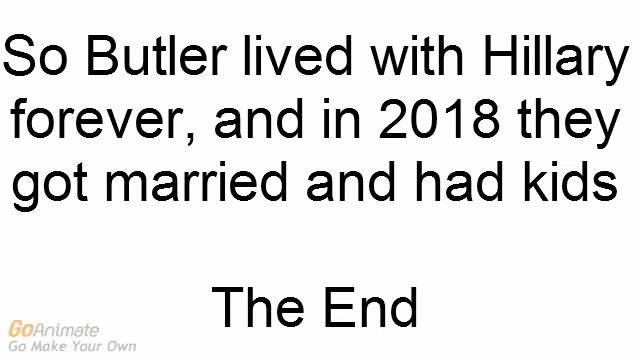 So Butler lived with Hillary
forever, and in 2018 they
got married and had kids
The End
GoAnimate
Go Make Your Own